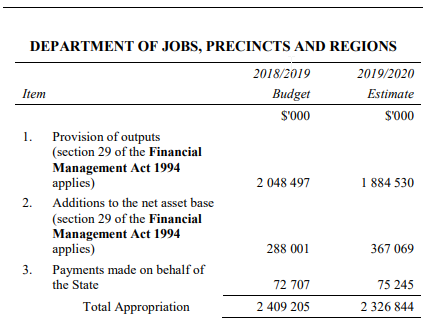 DEPARTMENT OF JOBS, PRECINCTS AND REGIONS
2018/2019 2019/2020
Item Budget Estimate
$'000 $'000
1. Provision of outputs
(section 29 of the Financial
Management Act 1994
applies) 2 048 497 1 884 530
2. Additions to the net asset base
(section 29 of the Financial
Management Act 1994
applies) 288 001 367 069
3. Payments made on behalf of
the State 72 707 75 245
Total Appropriation 2 409 205 2 326 844